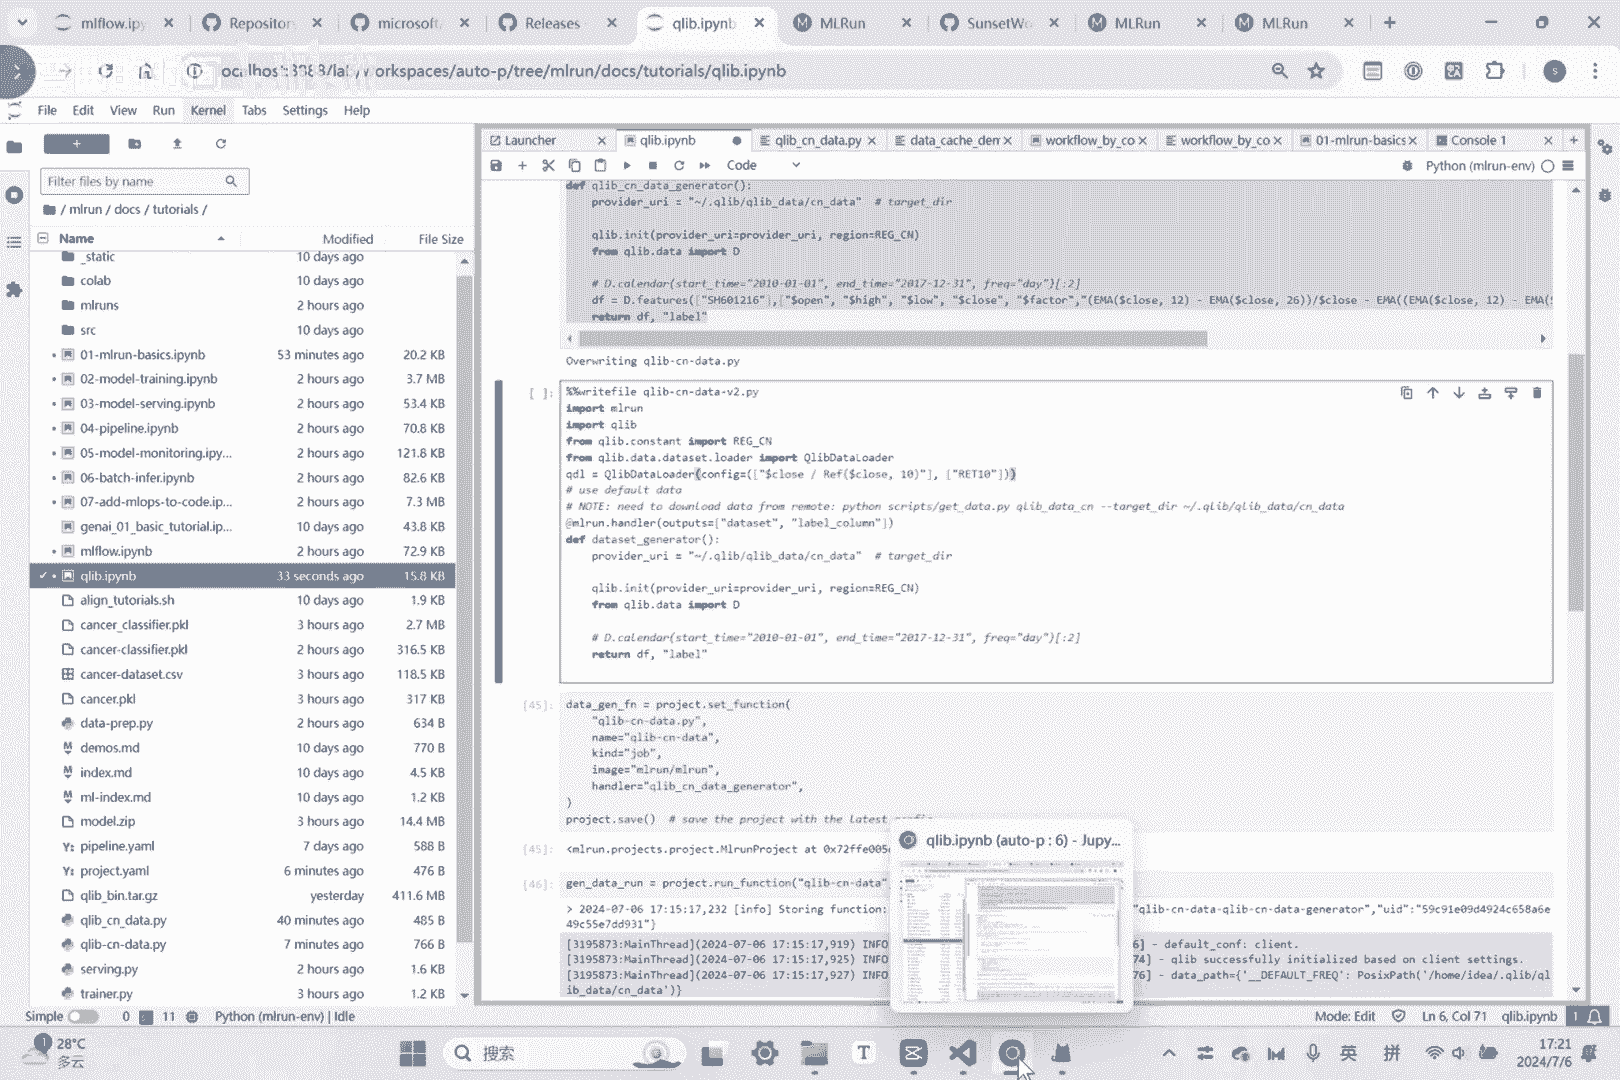 mlflow.ipy
Repositor
microsoft
Releases
qlib.ipynb
MLRun
SunsetWo
MLRun
MLRun
workspaces/auto-p/tree/mlrun/docs/tutorials/qlib.ipynb
File Edit View Run Kernel Tabs Settings Help
Launcher
qlib.ipynb
qlib_cn_data.py
data_cache_den
workflow_by_co
workflow_by_co
01-mlrun-basics
Console 1
Code
Python (mlrun-env)
Filter files by name
/ mlrun / docs / tutorials /
Name Modified File Size
_static 10 days ago
colab 10 days ago
mlruns 2 hours ago
src 10 days ago
01-mlrun-basics.ipynb 53 minutes ago 20.2 KB
02-model-training.ipynb 2 hours ago 3.7 MB
03-model-serving.ipynb 2 hours ago 53.4 KB
04-pipeline.ipynb 2 hours ago 70.8 KB
05-model-monitoring.ipy... 2 hours ago 121.8 KB
06-batch-infer.ipynb 2 hours ago 82.6 KB
07-add-mlops-to-code.ip... 2 hours ago 7.3 MB
genai_01_basic_tutorial.ip... 10 days ago 43.8 KB
mlflow.ipynb 2 hours ago 72.9 KB
qlib.ipynb 33 seconds ago 15.8 KB
align_tutorials.sh 10 days ago 1.9 KB
cancer_classifier.pkl 3 hours ago 2.7 MB
cancer-classifier.pkl 2 hours ago 316.5 KB
cancer-dataset.csv 3 hours ago 118.5 KB
cancer.pkl 3 hours ago 317 KB
data-prep.py 2 hours ago 634 B
demos.md 10 days ago 770 B
index.md 10 days ago 4.5 KB
ml-index.md 10 days ago 1.2 KB
model.zip 3 hours ago 14.4 MB
pipeline.yaml 7 days ago 588 B
project.yaml 6 minutes ago 476 B
qlib_bin.tar.gz yesterday 411.6 MB
qlib_cn_data.py 40 minutes ago 485 B
qlib-cn-data.py 7 minutes ago 766 B
serving.py 2 hours ago 1.6 KB
trainer.py 3 hours ago 1.2 KB
def qlib_cn_data_generator():
provider_uri = "~/.qlib/qlib_data/cn_data" # target_dir
qlib.init(provider_uri=provider_uri, region=REG_CN)
from qlib.data import D
# D.calendar(start_time="2010-01-01", end_time="2017-12-31", freq="day")[:2]
df = D.features(["SH601216"],["$open", "$high", "$low", "$close", "$factor","(EMA($close, 12) - EMA($close, 26))/$close - EMA((EMA($close, 12) - EMA($
return df, "label"
Overwriting qlib-cn-data.py
[ ]: %%writefile qlib-cn-data-v2.py
import mlrun
import qlib
from qlib.constant import REG_CN
from qlib.data.dataset.loader import QlibDataLoader
qdl = QlibDataLoader(config=(["$close / Ref($close, 10)"], ["RET10"]))
# use default data
# NOTE: need to download data from remote: python scripts/get_data.py qlib_data_cn --target_dir ~/.qlib/qlib_data/cn_data
@mlrun.handler(outputs=["dataset", "label_column"])
def dataset_generator():
provider_uri = "~/.qlib/qlib_data/cn_data" # target_dir
qlib.init(provider_uri=provider_uri, region=REG_CN)
from qlib.data import D
# D.calendar(start_time="2010-01-01", end_time="2017-12-31", freq="day")[:2]
return df, "label"
[45]: data_gen_fn = project.set_function(
"qlib-cn-data.py",
name="qlib-cn-data",
kind="job",
image="mlrun/mlrun",
handler="qlib_cn_data_generator",
)
project.save() # save the project with the latest
[45]: <mlrun.projects.project.MlrunProject at 0x72ffe005
[46]: gen_data_run = project.run_function("qlib-cn-data"
> 2024-07-06 17:15:17,232 [info] Storing function: "qlib-cn-data-qlib-cn-data-generator","uid":"59c91e09d4924c658a6e
49c55e7dd931"}
[3195873:MainThread](2024-07-06 17:15:17,919) INFO 6] - default_conf: client.
[3195873:MainThread](2024-07-06 17:15:17,925) INFO 74] - qlib successfully initialized based on client settings.
[3195873:MainThread](2024-07-06 17:15:17,927) INFO 76] - data_path={'__DEFAULT_FREQ': PosixPath('/home/idea/.qlib/ql
ib_data/cn_data')}
qlib.ipynb (auto-p : 6) - Jupy...
Simple 0 11 Python (mlrun-env) | Idle
Mode: Edit Ln 6, Col 71 qlib.ipynb 1
1
28°C
多云
搜索
英 拼
17:21
2024/7/6